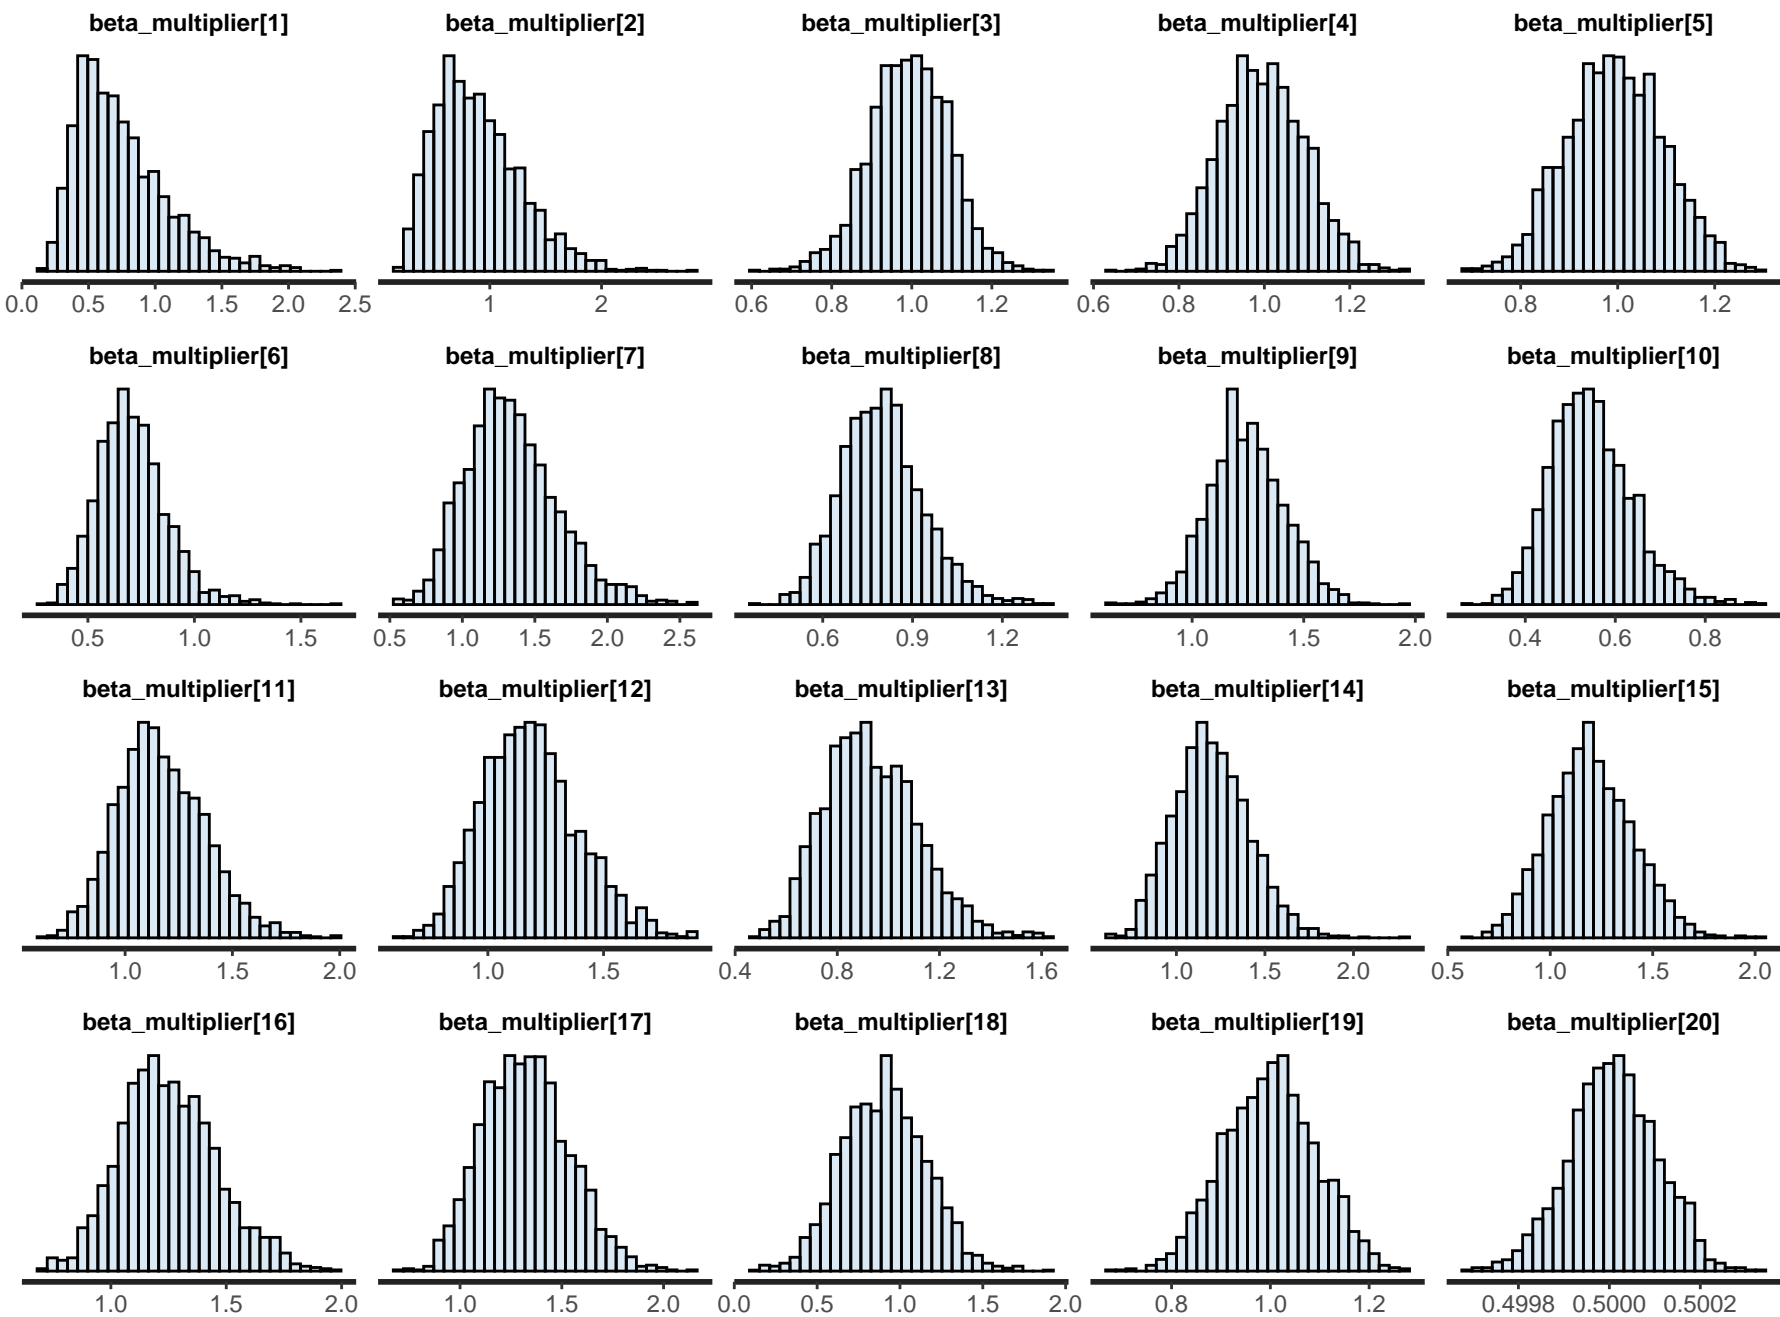 beta_multiplier[1] beta_multiplier[2] beta_multiplier[3] beta_multiplier[4] beta_multiplier[5]
0.0 0.5 1.0 1.5 2.0 2.5 1 2 0.6 0.8 1.0 1.2 0.6 0.8 1.0 1.2 0.8 1.0 1.2
beta_multiplier[6] beta_multiplier[7] beta_multiplier[8] beta_multiplier[9] beta_multiplier[10]
0.5 1.0 1.5 0.5 1.0 1.5 2.0 2.5 0.6 0.9 1.2 1.0 1.5 2.0 0.4 0.6 0.8
beta_multiplier[11] beta_multiplier[12] beta_multiplier[13] beta_multiplier[14] beta_multiplier[15]
1.0 1.5 2.0 1.0 1.5 0.4 0.8 1.2 1.6 1.0 1.5 2.0 0.5 1.0 1.5 2.0
beta_multiplier[16] beta_multiplier[17] beta_multiplier[18] beta_multiplier[19] beta_multiplier[20]
1.0 1.5 2.0 1.0 1.5 2.0 0.0 0.5 1.0 1.5 2.0 0.8 1.0 1.2 0.4998 0.5000 0.5002